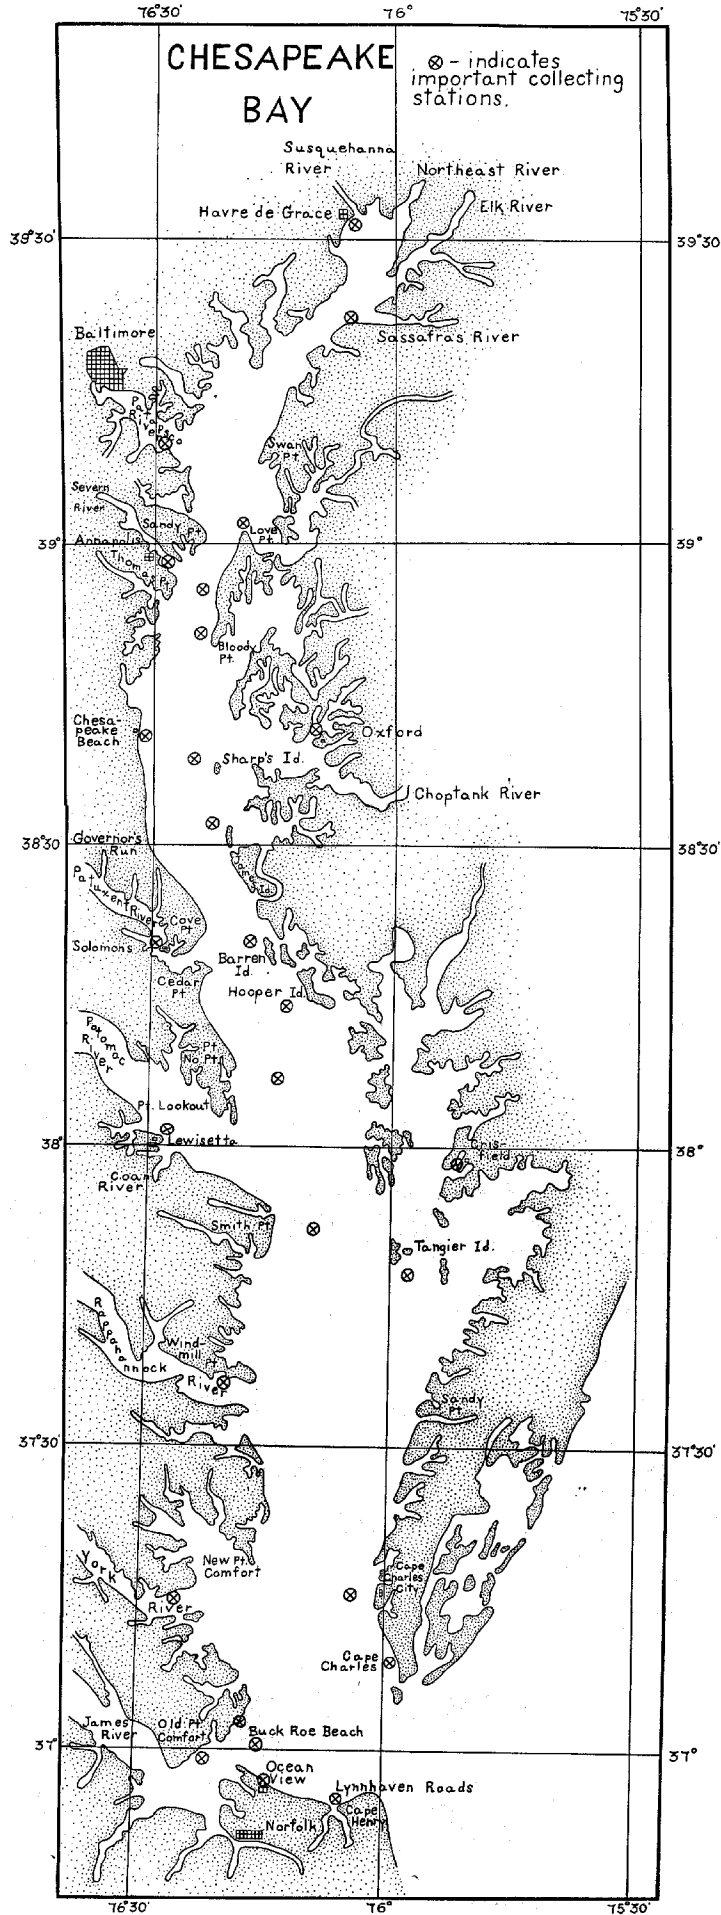 76°30' 76° 75°30'
CHESAPEAKE
BAY
⊗ - indicates
important collecting
stations.
Susquehanna
River
Northeast River
Havre de Grace
Elk River
39°30' 39°30'
Baltimore
Sassafras River
Swan
Pt.
Severn
River
Sandy Pt.
Love
Pt.
Annapolis
39° 39°
Thomas Pt.
Bloody
Pt.
Chesa-
peake
Beach
Oxford
Sharp's Id.
Choptank River
Governor's
Run
38°30' 38°30'
Patuxent River
Cove
Pt.
Solomon's
Barren
Id.
Cedar
Pt.
Hooper Id.
Potomac
River
Pt.
No Pt.
Pt. Lookout
38° 38°
Lewisetta
Cris-
field
Coan
River
Smith Pt.
Tangier Id.
Rappahannock
River
Wind-
mill
Pt.
Sandy
Pt.
37°30' 37°30'
New Pt.
Comfort
Cape
Charles
City
York
River
Cape
Charles
James
River
Old Pt.
Comfort
Buck Roe Beach
37° 37°
Ocean
View
Lynnhaven Roads
Cape
Henry
Norfolk
76°30' 76° 75°30'